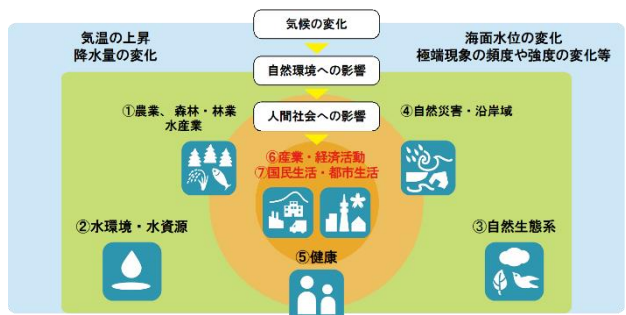 気候の変化
気温の上昇
降水量の変化
海面水位の変化
極端現象の頻度や強度の変化等
自然環境への影響
人間社会への影響
①農業、森林・林業
水産業
④自然災害・沿岸域
⑥産業・経済活動
⑦国民生活・都市生活
②水環境・水資源
③自然生態系
⑤健康